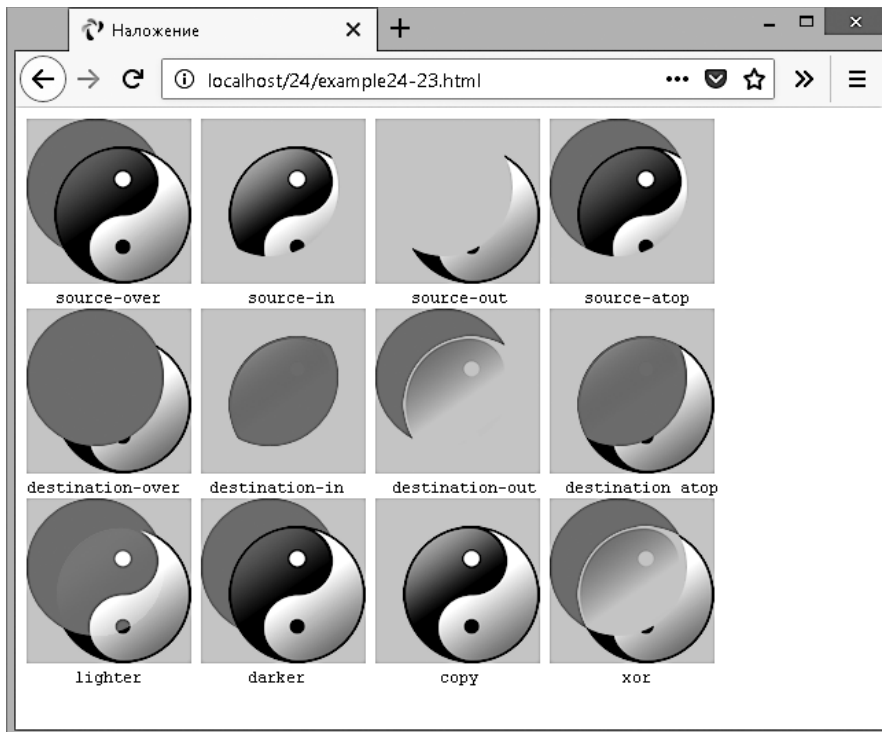 Наложение
localhost/24/example24-23.html
source-over source-in source-out source-atop
destination-over destination-in destination-out destination atop
lighter darker copy xor